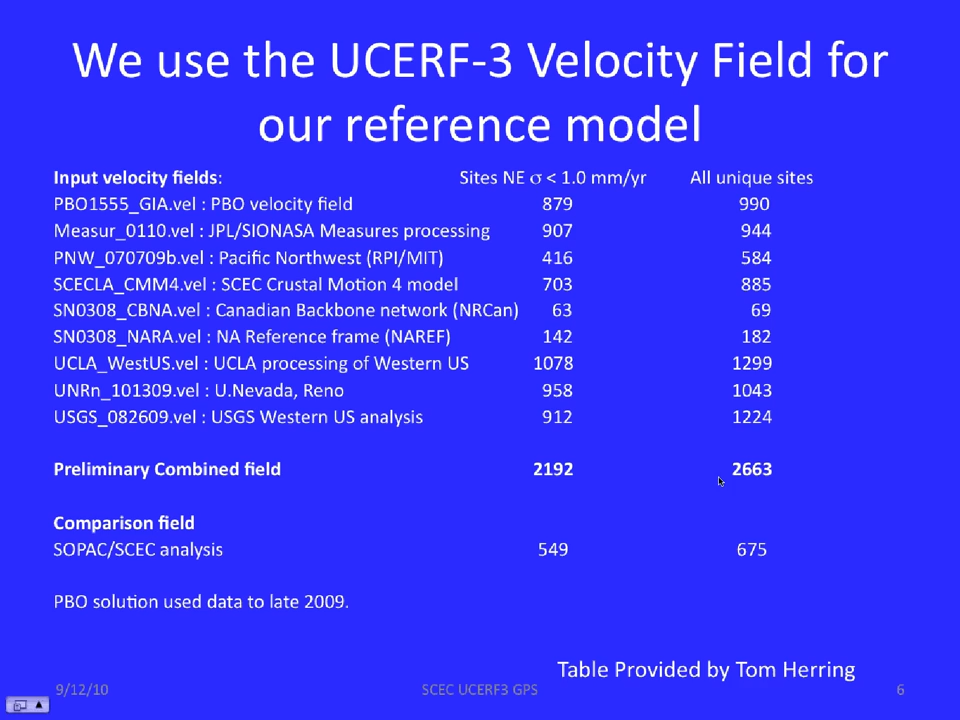 We use the UCERF-3 Velocity Field for
our reference model
Input velocity fields: Sites NE σ < 1.0 mm/yr All unique sites
PBO1555_GIA.vel : PBO velocity field 879 990
Measur_0110.vel : JPL/SIONASA Measures processing 907 944
PNW_070709b.vel : Pacific Northwest (RPI/MIT) 416 584
SCECLA_CMM4.vel : SCEC Crustal Motion 4 model 703 885
SN0308_CBNA.vel : Canadian Backbone network (NRCan) 63 69
SN0308_NARA.vel : NA Reference frame (NAREF) 142 182
UCLA_WestUS.vel : UCLA processing of Western US 1078 1299
UNRn_101309.vel : U.Nevada, Reno 958 1043
USGS_082609.vel : USGS Western US analysis 912 1224
Preliminary Combined field 2192 2663
Comparison field
SOPAC/SCEC analysis 549 675
PBO solution used data to late 2009.
Table Provided by Tom Herring
9/12/10 SCEC UCERF3 GPS 6